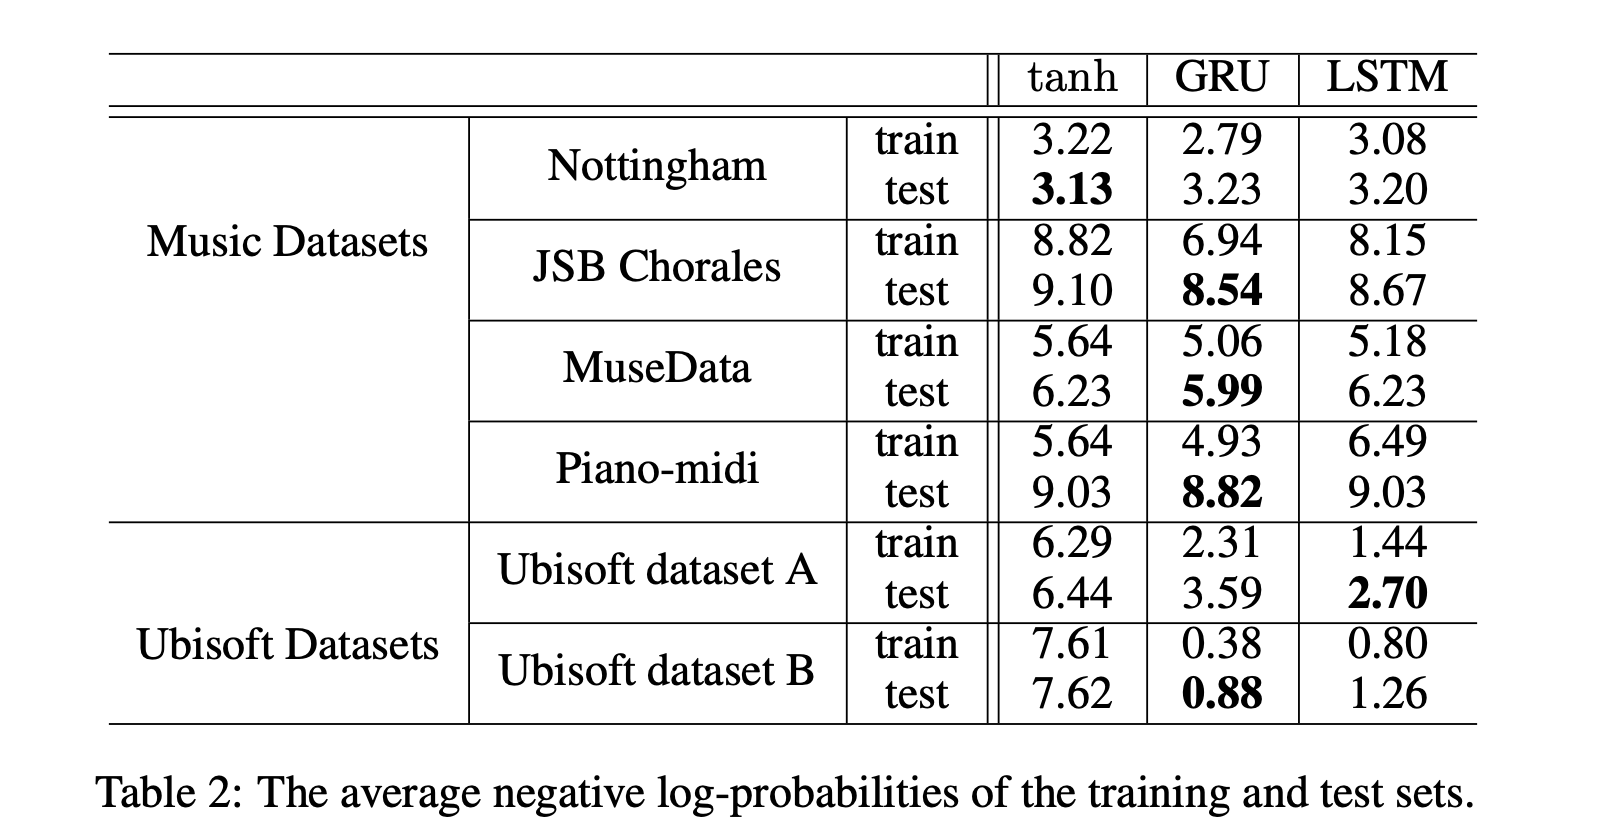 tanh GRU LSTM
Music Datasets
Nottingham
train 3.22 2.79 3.08
test 3.13 3.23 3.20
JSB Chorales
train 8.82 6.94 8.15
test 9.10 8.54 8.67
MuseData
train 5.64 5.06 5.18
test 6.23 5.99 6.23
Piano-midi
train 5.64 4.93 6.49
test 9.03 8.82 9.03
Ubisoft Datasets
Ubisoft dataset A
train 6.29 2.31 1.44
test 6.44 3.59 2.70
Ubisoft dataset B
train 7.61 0.38 0.80
test 7.62 0.88 1.26
Table 2: The average negative log-probabilities of the training and test sets.